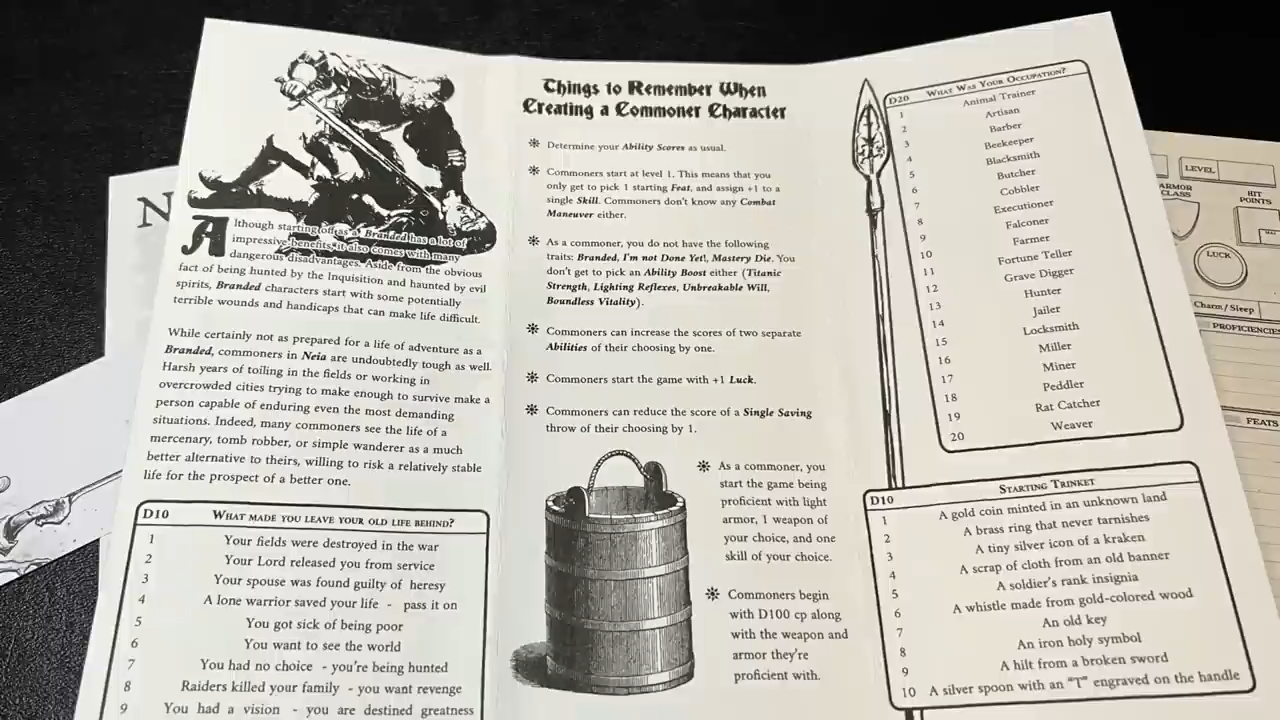 N
Although starting off as a Branded has a lot of
impressive benefits, it also comes with many
dangerous disadvantages. Aside from the obvious
fact of being hunted by the Inquisition and haunted by evil
spirits, Branded characters start with some potentially
terrible wounds and handicaps that can make life difficult.
While certainly not as prepared for a life of adventure as a
Branded, commoners in Neia are undoubtedly tough as well.
Harsh years of toiling in the fields or working in
overcrowded cities trying to make enough to survive make a
person capable of enduring even the most demanding
situations. Indeed, many commoners see the life of a
mercenary, tomb robber, or simple wanderer as a much
better alternative to theirs, willing to risk a relatively stable
life for the prospect of a better one.
D10 What made you leave your old life behind?
1 Your fields were destroyed in the war
2 Your Lord released you from service
3 Your spouse was found guilty of heresy
4 A lone warrior saved your life - pass it on
5 You got sick of being poor
6 You want to see the world
7 You had no choice - you're being hunted
8 Raiders killed your family - you want revenge
9 You had a vision - you are destined greatness
Things to Remember When
Creating a Commoner Character
Determine your Ability Scores as usual.
Commoners start at level 1. This means that you
only get to pick 1 starting Feat, and assign +1 to a
single Skill. Commoners don't know any Combat
Maneuver either.
As a commoner, you do not have the following
traits: Branded, I'm not Done Yet!, Mastery Die. You
don't get to pick an Ability Boost either (Titanic
Strength, Lighting Reflexes, Unbreakable Will,
Boundless Vitality).
Commoners can increase the scores of two separate
Abilities of their choosing by one.
Commoners start the game with +1 Luck.
Commoners can reduce the score of a Single Saving
throw of their choosing by 1.
As a commoner, you
start the game being
proficient with light
armor, 1 weapon of
your choice, and one
skill of your choice.
Commoners begin
with D100 cp along
with the weapon and
armor they're
proficient with.
D20 What Was Your Occupation?
1 Animal Trainer
2 Artisan
3 Barber
4 Beekeeper
5 Blacksmith
6 Butcher
7 Cobbler
8 Executioner
9 Falconer
10 Farmer
11 Fortune Teller
12 Grave Digger
13 Hunter
14 Jailer
15 Locksmith
16 Miller
17 Miner
18 Peddler
19 Rat Catcher
20 Weaver
D10 Starting Trinket
1 A gold coin minted in an unknown land
2 A brass ring that never tarnishes
3 A tiny silver icon of a kraken
4 A scrap of cloth from an old banner
5 A soldier's rank insignia
6 A whistle made from gold-colored wood
7 An old key
8 An iron holy symbol
9 A hilt from a broken sword
10 A silver spoon with an "T" engraved on the handle
LEVEL
ARMOR
CLASS
HIT
POINTS
LUCK
Charm / Sleep
PROFICIENCIES
FEATS